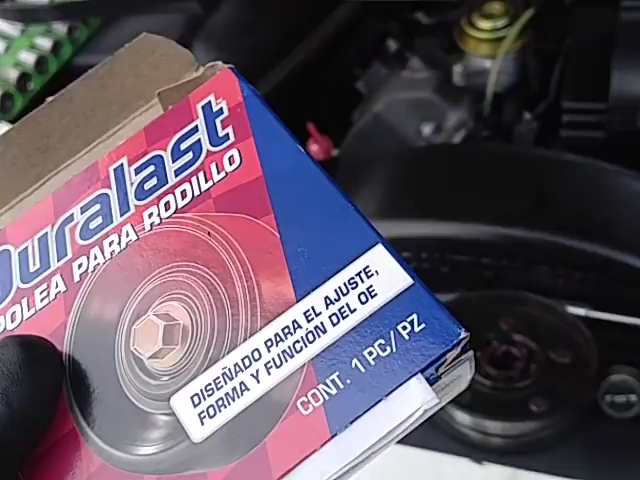 Duralast
POLEA PARA RODILLO
DISEÑADO PARA EL AJUSTE,
FORMA Y FUNCIÓN DEL OE
CONT. 1 PC/PZ